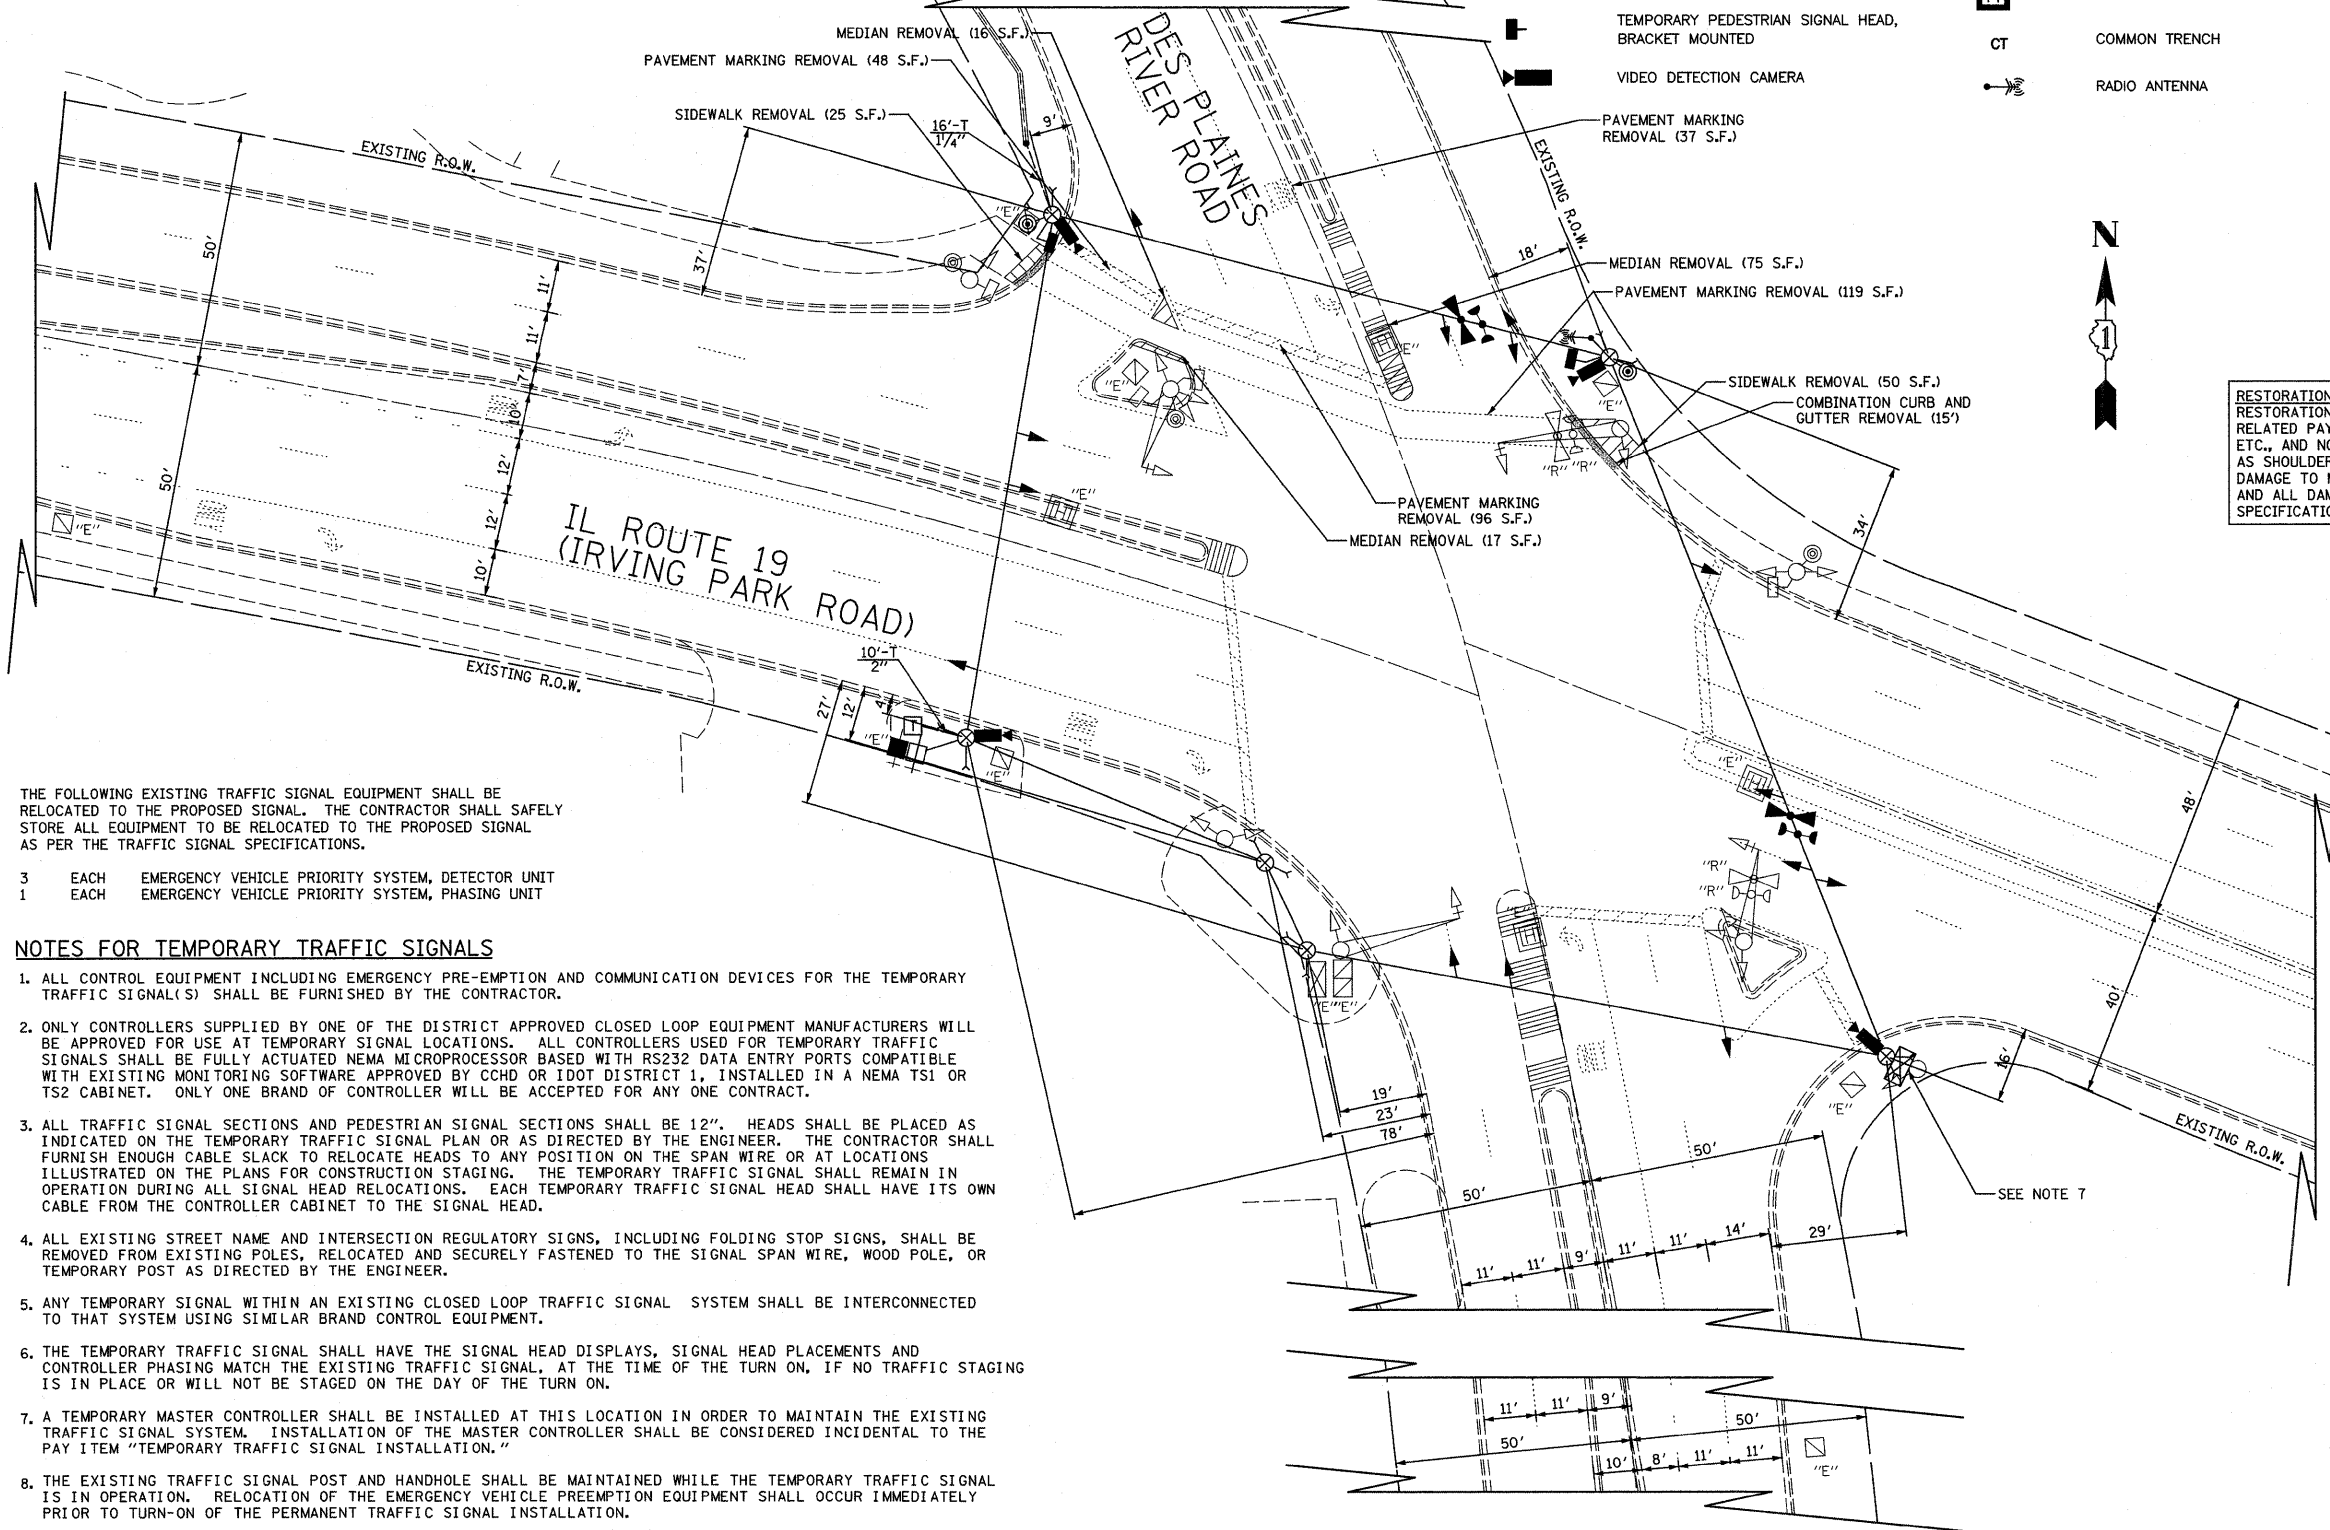 MEDIAN REMOVAL (16 S.F.)
PAVEMENT MARKING REMOVAL (48 S.F.)
SIDEWALK REMOVAL (25 S.F.)
16'-T
1 1/4"
9'
DES PLAINES
RIVER ROAD
TEMPORARY PEDESTRIAN SIGNAL HEAD,
BRACKET MOUNTED
VIDEO DETECTION CAMERA
CT
COMMON TRENCH
RADIO ANTENNA
PAVEMENT MARKING
REMOVAL (37 S.F.)
EXISTING R.O.W.
EXISTING R.O.W.
50'
37'
11'
11'
7'
10'
12'
12'
10'
50'
"E"
18'
MEDIAN REMOVAL (75 S.F.)
PAVEMENT MARKING REMOVAL (119 S.F.)
"E"
"E"
"E"
SIDEWALK REMOVAL (50 S.F.)
COMBINATION CURB AND
GUTTER REMOVAL (15')
"R" "R"
N
1
RESTORATION
RESTORATION
RELATED PAY
ETC., AND NO
AS SHOULDER
DAMAGE TO
AND ALL DAM
SPECIFICATIO
PAVEMENT MARKING
REMOVAL (96 S.F.)
MEDIAN REMOVAL (17 S.F.)
34'
"E"
"E"
H
IL ROUTE 19
(IRVING PARK ROAD)
EXISTING R.O.W.
10'-T
2"
27'
12'
4'
T
"E"
"E"
"E"
H
48'
40'
"R"
"R"
THE FOLLOWING EXISTING TRAFFIC SIGNAL EQUIPMENT SHALL BE
RELOCATED TO THE PROPOSED SIGNAL. THE CONTRACTOR SHALL SAFELY
STORE ALL EQUIPMENT TO BE RELOCATED TO THE PROPOSED SIGNAL
AS PER THE TRAFFIC SIGNAL SPECIFICATIONS.
3 EACH EMERGENCY VEHICLE PRIORITY SYSTEM, DETECTOR UNIT
1 EACH EMERGENCY VEHICLE PRIORITY SYSTEM, PHASING UNIT
NOTES FOR TEMPORARY TRAFFIC SIGNALS
1. ALL CONTROL EQUIPMENT INCLUDING EMERGENCY PRE-EMPTION AND COMMUNICATION DEVICES FOR THE TEMPORARY
TRAFFIC SIGNAL(S) SHALL BE FURNISHED BY THE CONTRACTOR.
2. ONLY CONTROLLERS SUPPLIED BY ONE OF THE DISTRICT APPROVED CLOSED LOOP EQUIPMENT MANUFACTURERS WILL
BE APPROVED FOR USE AT TEMPORARY SIGNAL LOCATIONS. ALL CONTROLLERS USED FOR TEMPORARY TRAFFIC
SIGNALS SHALL BE FULLY ACTUATED NEMA MICROPROCESSOR BASED WITH RS232 DATA ENTRY PORTS COMPATIBLE
WITH EXISTING MONITORING SOFTWARE APPROVED BY CCHD OR IDOT DISTRICT 1, INSTALLED IN A NEMA TS1 OR
TS2 CABINET. ONLY ONE BRAND OF CONTROLLER WILL BE ACCEPTED FOR ANY ONE CONTRACT.
3. ALL TRAFFIC SIGNAL SECTIONS AND PEDESTRIAN SIGNAL SECTIONS SHALL BE 12". HEADS SHALL BE PLACED AS
INDICATED ON THE TEMPORARY TRAFFIC SIGNAL PLAN OR AS DIRECTED BY THE ENGINEER. THE CONTRACTOR SHALL
FURNISH ENOUGH CABLE SLACK TO RELOCATE HEADS TO ANY POSITION ON THE SPAN WIRE OR AT LOCATIONS
ILLUSTRATED ON THE PLANS FOR CONSTRUCTION STAGING. THE TEMPORARY TRAFFIC SIGNAL SHALL REMAIN IN
OPERATION DURING ALL SIGNAL HEAD RELOCATIONS. EACH TEMPORARY TRAFFIC SIGNAL HEAD SHALL HAVE ITS OWN
CABLE FROM THE CONTROLLER CABINET TO THE SIGNAL HEAD.
4. ALL EXISTING STREET NAME AND INTERSECTION REGULATORY SIGNS, INCLUDING FOLDING STOP SIGNS, SHALL BE
REMOVED FROM EXISTING POLES, RELOCATED AND SECURELY FASTENED TO THE SIGNAL SPAN WIRE, WOOD POLE, OR
TEMPORARY POST AS DIRECTED BY THE ENGINEER.
5. ANY TEMPORARY SIGNAL WITHIN AN EXISTING CLOSED LOOP TRAFFIC SIGNAL SYSTEM SHALL BE INTERCONNECTED
TO THAT SYSTEM USING SIMILAR BRAND CONTROL EQUIPMENT.
6. THE TEMPORARY TRAFFIC SIGNAL SHALL HAVE THE SIGNAL HEAD DISPLAYS, SIGNAL HEAD PLACEMENTS AND
CONTROLLER PHASING MATCH THE EXISTING TRAFFIC SIGNAL, AT THE TIME OF THE TURN ON, IF NO TRAFFIC STAGING
IS IN PLACE OR WILL NOT BE STAGED ON THE DAY OF THE TURN ON.
7. A TEMPORARY MASTER CONTROLLER SHALL BE INSTALLED AT THIS LOCATION IN ORDER TO MAINTAIN THE EXISTING
TRAFFIC SIGNAL SYSTEM. INSTALLATION OF THE MASTER CONTROLLER SHALL BE CONSIDERED INCIDENTAL TO THE
PAY ITEM "TEMPORARY TRAFFIC SIGNAL INSTALLATION."
8. THE EXISTING TRAFFIC SIGNAL POST AND HANDHOLE SHALL BE MAINTAINED WHILE THE TEMPORARY TRAFFIC SIGNAL
IS IN OPERATION. RELOCATION OF THE EMERGENCY VEHICLE PREEMPTION EQUIPMENT SHALL OCCUR IMMEDIATELY
PRIOR TO TURN-ON OF THE PERMANENT TRAFFIC SIGNAL INSTALLATION.
"E" "E"
19'
23'
78'
50'
50'
16'
"E"
EXISTING R.O.W.
SEE NOTE 7
11'
11'
9'
11'
11'
14'
29'
11'
11'
9'
50'
50'
10'
8'
11'
11'
"E"